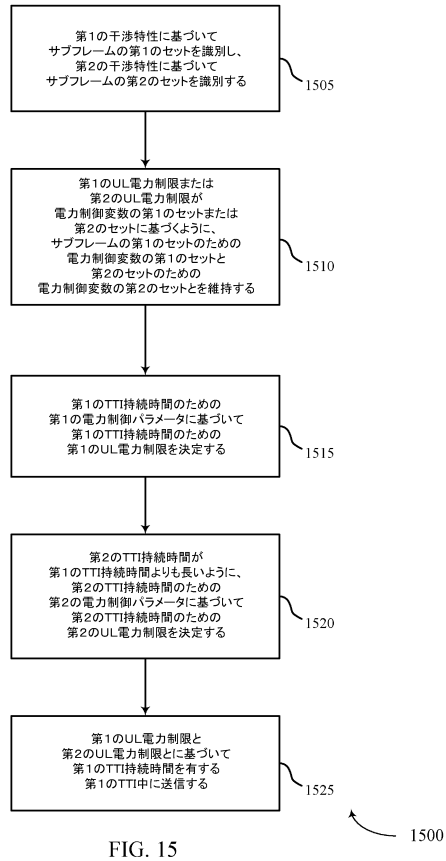 第1の干渉特性に基づいて
サブフレームの第1のセットを識別し、
第2の干渉特性に基づいて
サブフレームの第2のセットを識別する
1505
第1のUL電力制限または
第2のUL電力制限が
電力制御変数の第1のセットまたは
第2のセットに基づくように、
サブフレームの第1のセットのための
電力制御変数の第1のセットと
第2のセットのための
電力制御変数の第2のセットとを維持する
1510
第1のTTI持続時間のための
第1の電力制御パラメータに基づいて
第1のTTI持続時間のための
第1のUL電力制限を決定する
1515
第2のTTI持続時間が
第1のTTI持続時間よりも長いように、
第2のTTI持続時間のための
第2の電力制御パラメータに基づいて
第2のTTI持続時間のための
第2のUL電力制限を決定する
1520
第1のUL電力制限と
第2のUL電力制限とに基づいて
第1のTTI持続時間を有する
第1のTTI中に送信する
1525
1500
FIG. 15